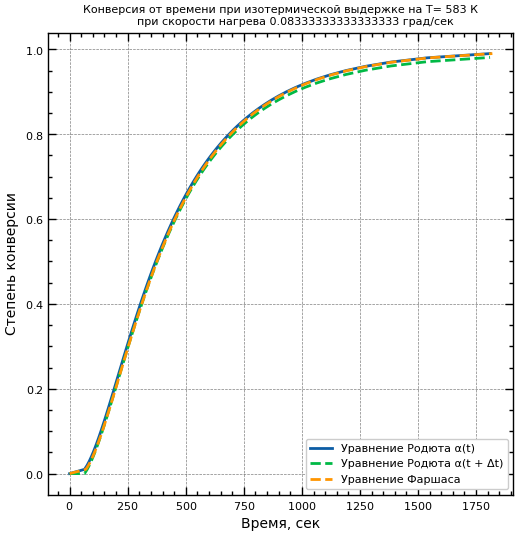 Конверсия от времени при изотермической выдержке на T= 583 K
при скорости нагрева 0.08333333333333333 град/сек
1.0
0.8
0.6
0.4
0.2
0.0
Степень конверсии
Уравнение Родюта α(t)
Уравнение Родюта α(t + Δt)
Уравнение Фаршаса
0 250 500 750 1000 1250 1500 1750
Время, сек